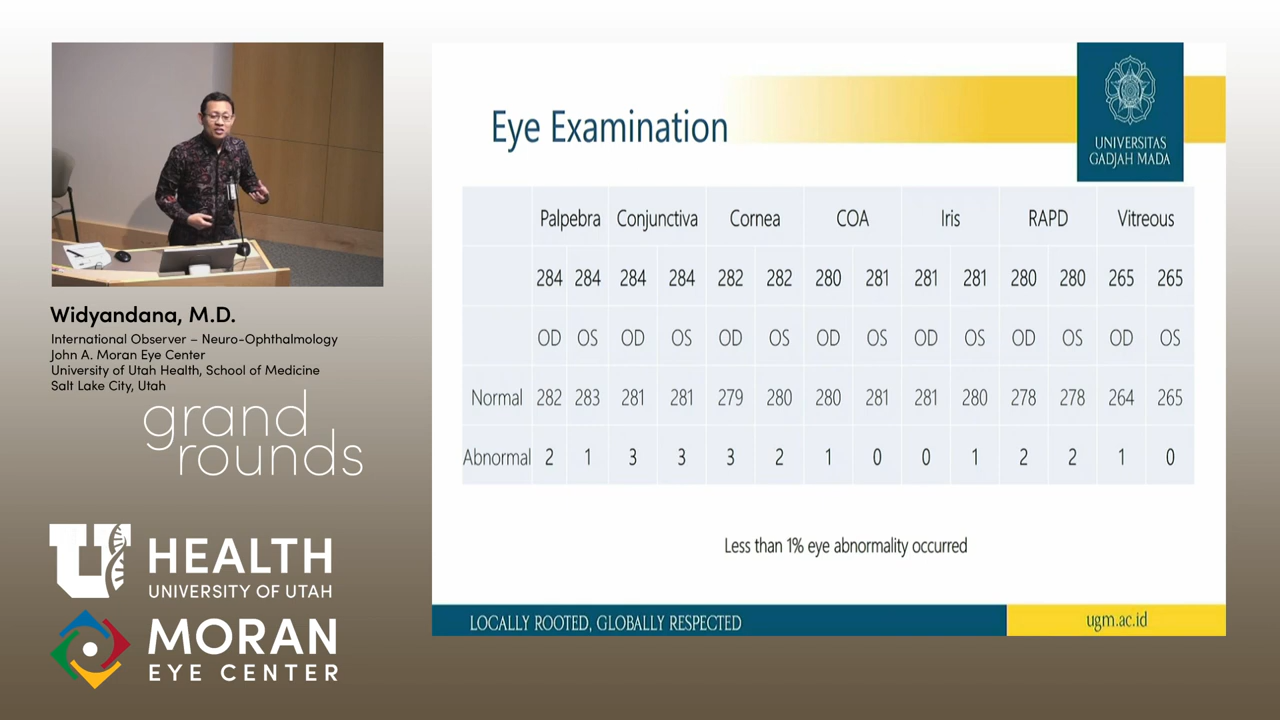 Eye Examination
UNIVERSITAS
GADJAH MADA
Palpebra Conjunctiva Cornea COA Iris RAPD Vitreous
284 284 284 284 282 282 280 281 281 281 280 280 265 265
OD OS OD OS OD OS OD OS OD OS OD OS OD OS
Normal 282 283 281 281 279 280 280 281 281 280 278 278 264 265
Abnormal 2 1 3 3 3 2 1 0 0 1 2 2 1 0
Less than 1% eye abnormality occurred
LOCALLY ROOTED, GLOBALLY RESPECTED
ugm.ac.id
Widyandana, M.D.
International Observer – Neuro-Ophthalmology
John A. Moran Eye Center
University of Utah Health, School of Medicine
Salt Lake City, Utah
grand
rounds
U HEALTH
UNIVERSITY OF UTAH
MORAN
EYE CENTER